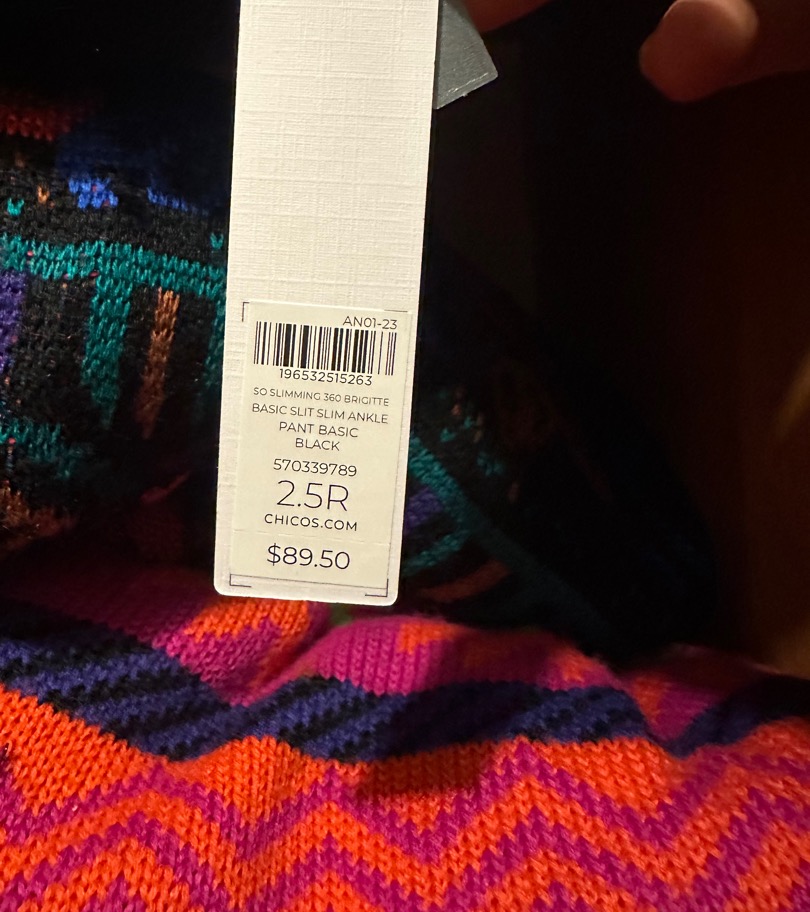 AN01-23
196532515263
SO SLIMMING 360 BRIGITTE
BASIC SLIT SLIM ANKLE
PANT BASIC
BLACK
570339789
2.5R
CHICOS.COM
$89.50